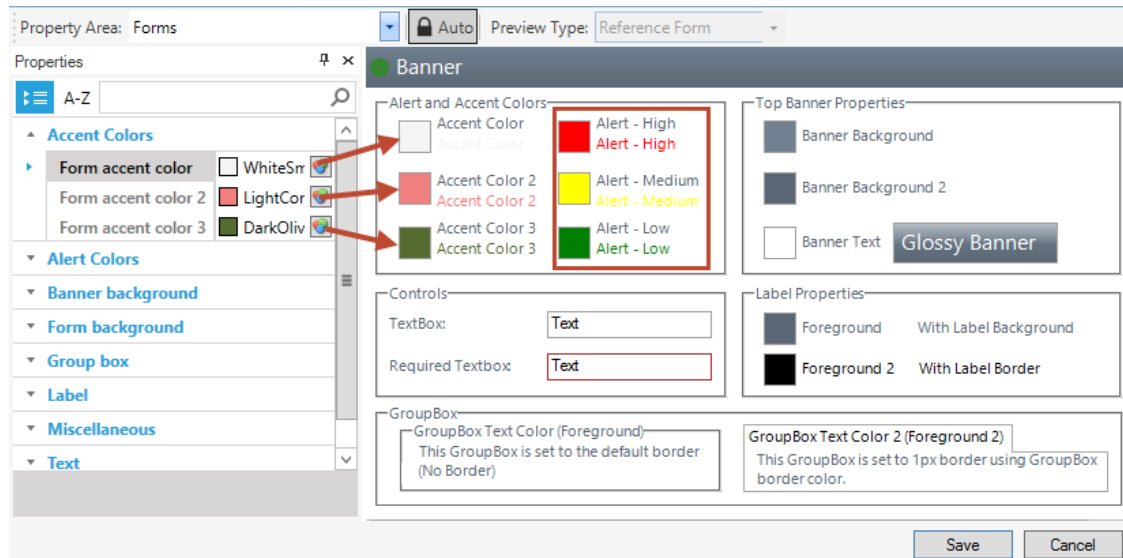 Property Area: Forms Auto Preview Type: Reference Form
Properties
A-Z
Accent Colors
Form accent color WhiteSm
Form accent color 2 LightCor
Form accent color 3 DarkOliv
Alert Colors
Banner background
Form background
Group box
Label
Miscellaneous
Text
Banner
Alert and Accent Colors
Accent Color
Accent Color
Alert - High
Alert - High
Accent Color 2
Accent Color 2
Alert - Medium
Alert - Medium
Accent Color 3
Accent Color 3
Alert - Low
Alert - Low
Top Banner Properties
Banner Background
Banner Background 2
Banner Text Glossy Banner
Controls
TextBox: Text
Required Textbox Text
Label Properties
Foreground With Label Background
Foreground 2 With Label Border
GroupBox
GroupBox Text Color (Foreground)
This GroupBox is set to the default border
(No Border)
GroupBox Text Color 2 (Foreground 2)
This GroupBox is set to 1px border using GroupBox
border color.
Save Cancel